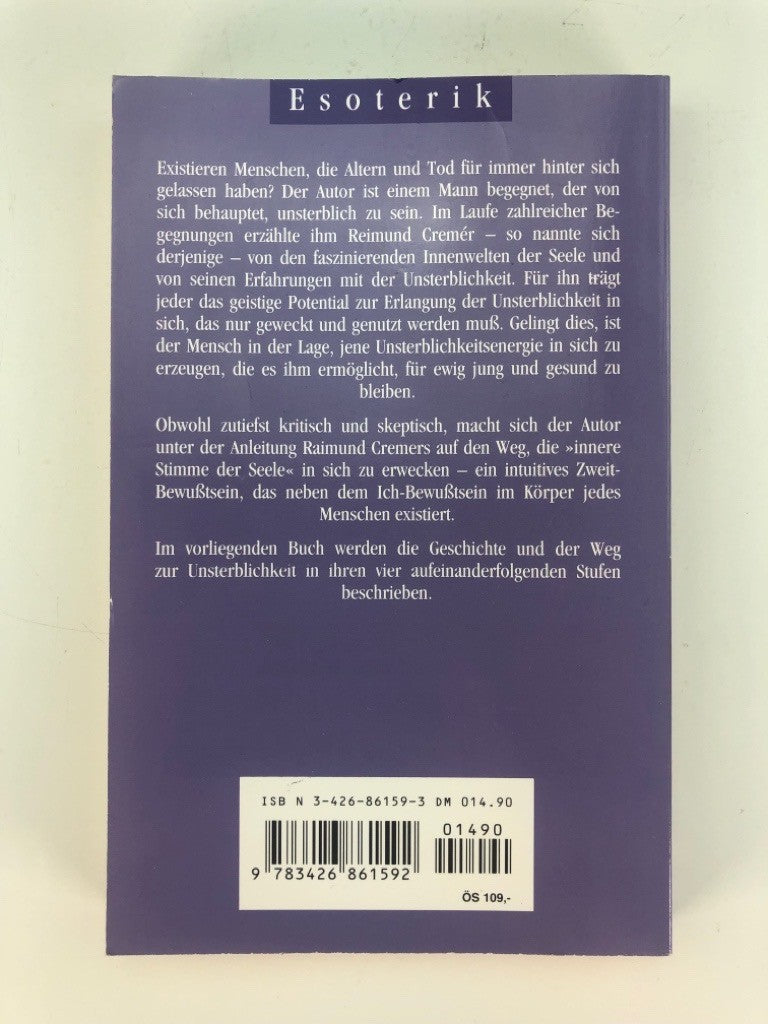 Esoterik
Existieren Menschen, die Altern und Tod für immer hinter sich
gelassen haben? Der Autor ist einem Mann begegnet, der von
sich behauptet, unsterblich zu sein. Im Laufe zahlreicher Be-
gegnungen erzählte ihm Reimund Cremér – so nannte sich
derjenige – von den faszinierenden Innenwelten der Seele und
von seinen Erfahrungen mit der Unsterblichkeit. Für ihn trägt
jeder das geistige Potential zur Erlangung der Unsterblichkeit in
sich, das nur geweckt und genutzt werden muß. Gelingt dies, ist
der Mensch in der Lage, jene Unsterblichkeitsenergie in sich zu
erzeugen, die es ihm ermöglicht, für ewig jung und gesund zu
bleiben.
Obwohl zutiefst kritisch und skeptisch, macht sich der Autor
unter der Anleitung Raimund Cremers auf den Weg, die »innere
Stimme der Seele« in sich zu erwecken – ein intuitives Zweit-
Bewußtsein, das neben dem Ich-Bewußtsein im Körper jedes
Menschen existiert.
Im vorliegenden Buch werden die Geschichte und der Weg
zur Unsterblichkeit in ihren vier aufeinanderfolgenden Stufen
beschrieben.
ISB N 3-426-86159-3 DM 014.90
01490
9 783426 861592
ÖS 109,-